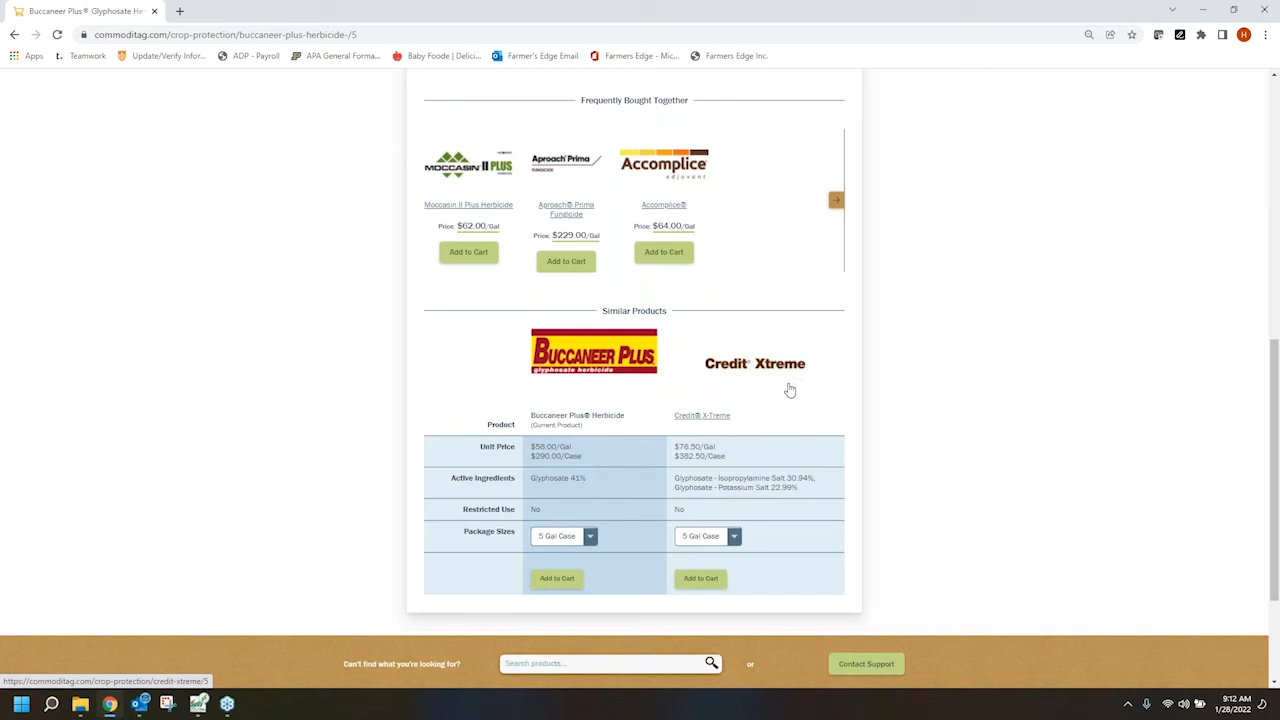 Buccaneer Plus® Glyphosate He
commoditag.com/crop-protection/buccaneer-plus-herbicide-/5
H
Apps
Teamwork
Update/Verify Infor...
ADP - Payroll
APA General Forma...
Baby Foode | Delici...
Farmer's Edge Email
Farmers Edge - Mic...
Farmers Edge Inc.
Frequently Bought Together
MOCCASIN II PLUS
Aproach® Prima
FUNGICIDE
Accomplice
adjuvant
Moccasin II Plus Herbicide
Aproach® Prima
Fungicide
Accomplice®
Price: $62.00/Gal
Price: $229.00/Gal
Price: $64.00/Gal
Add to Cart
Add to Cart
Add to Cart
Similar Products
BUCCANEER PLUS
glyphosate herbicide
Credit® Xtreme
Product
Buccaneer Plus® Herbicide
(Current Product)
Credit® X-Treme
Unit Price
$58.00/Gal
$290.00/Case
$76.50/Gal
$382.50/Case
Active Ingredients
Glyphosate 41%
Glyphosate - Isopropylamine Salt 30.94%,
Glyphosate - Potassium Salt 22.99%
Restricted Use
No
No
Package Sizes
5 Gal Case
5 Gal Case
Add to Cart
Add to Cart
Can't find what you're looking for?
Search products...
or
Contact Support
https://commoditag.com/crop-protection/credit-xtreme/5
9:12 AM
1/28/2022